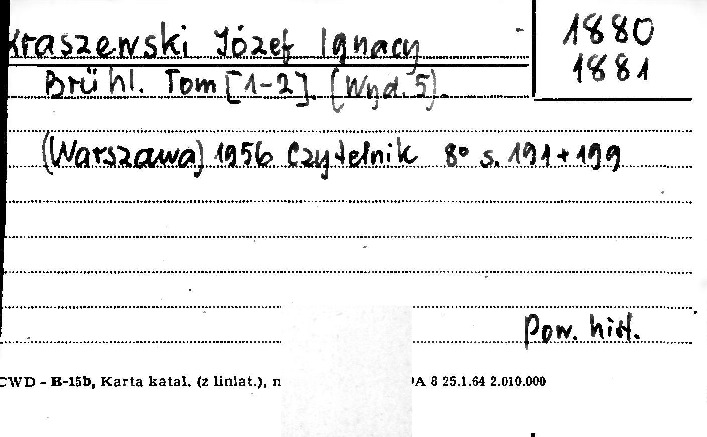 Kraszewski Józef Ignacy
1880
1881
Brühl. Tom [1-2]. (Wyd. 5).
(Warszawa) 1956 Czytelnik 8° s. 191+199
Pow. hist.
CWD - B-15b, Karta katal. (z liniat.), n
A 8 25.1.64 2.010.000